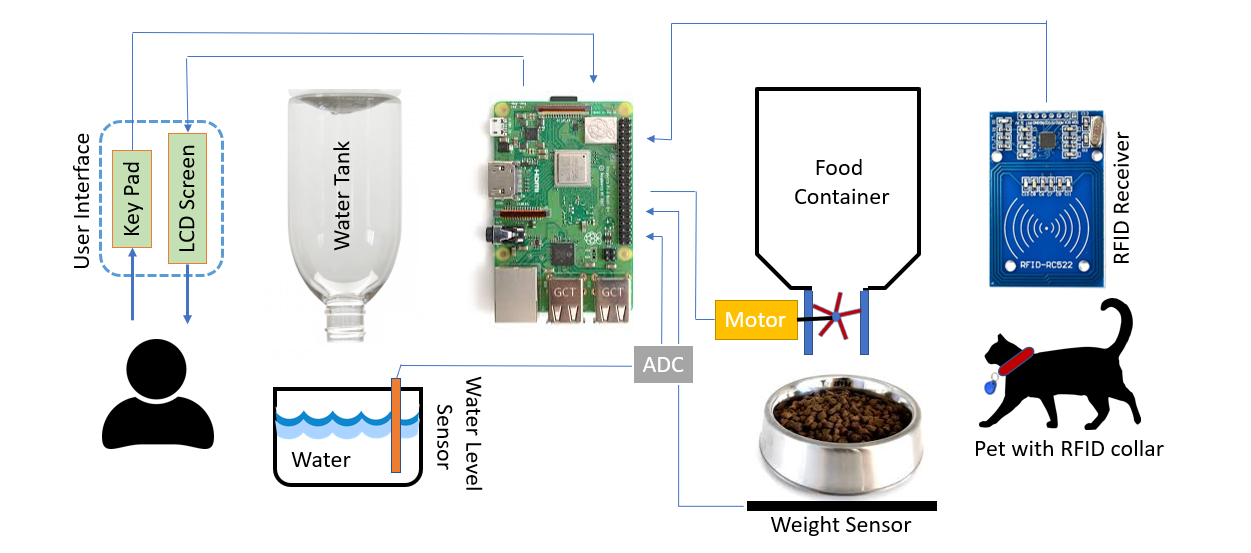 User Interface
Key Pad
LCD Screen
Water Tank
HDMI
GCT
GCT
Food
Container
Motor
ADC
RFID Receiver
RFID-RC522
Water
Water Level
Sensor
Weight Sensor
Pet with RFID collar